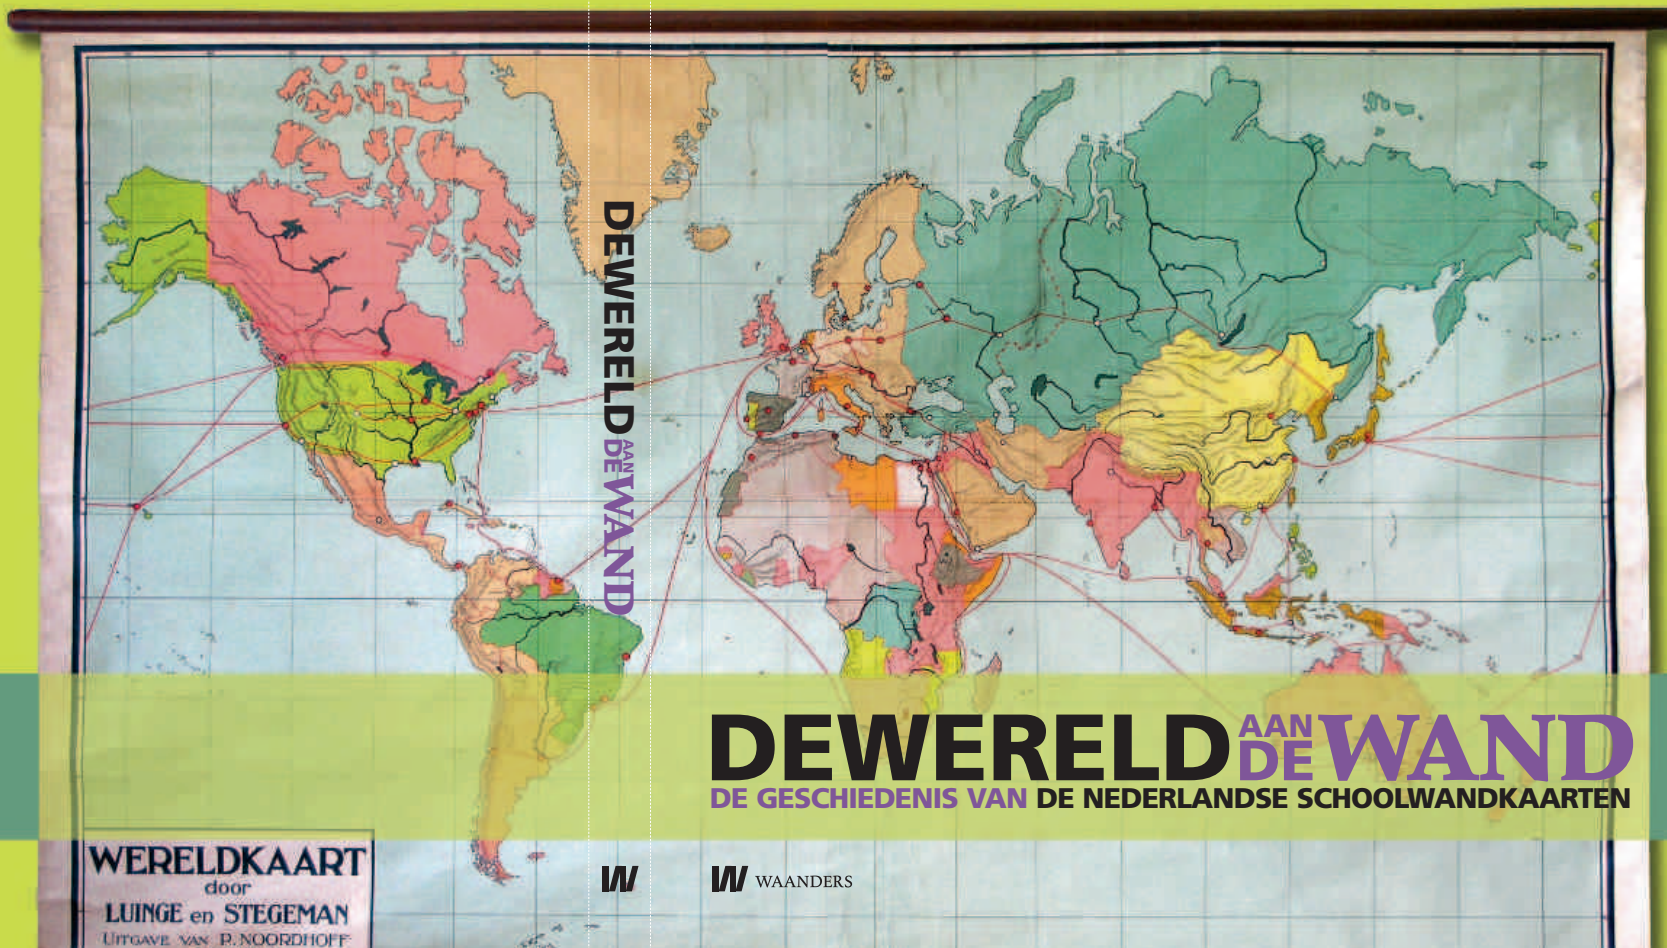 DEWERELD AAN DE WAND
DEWERELD AAN DE WAND
DE GESCHIEDENIS VAN DE NEDERLANDSE SCHOOLWANDKAARTEN
WERELDKAART
door
LUINGE en STEGEMAN
UITGAVE VAN P. NOORDHOFF
W
W WAANDERS